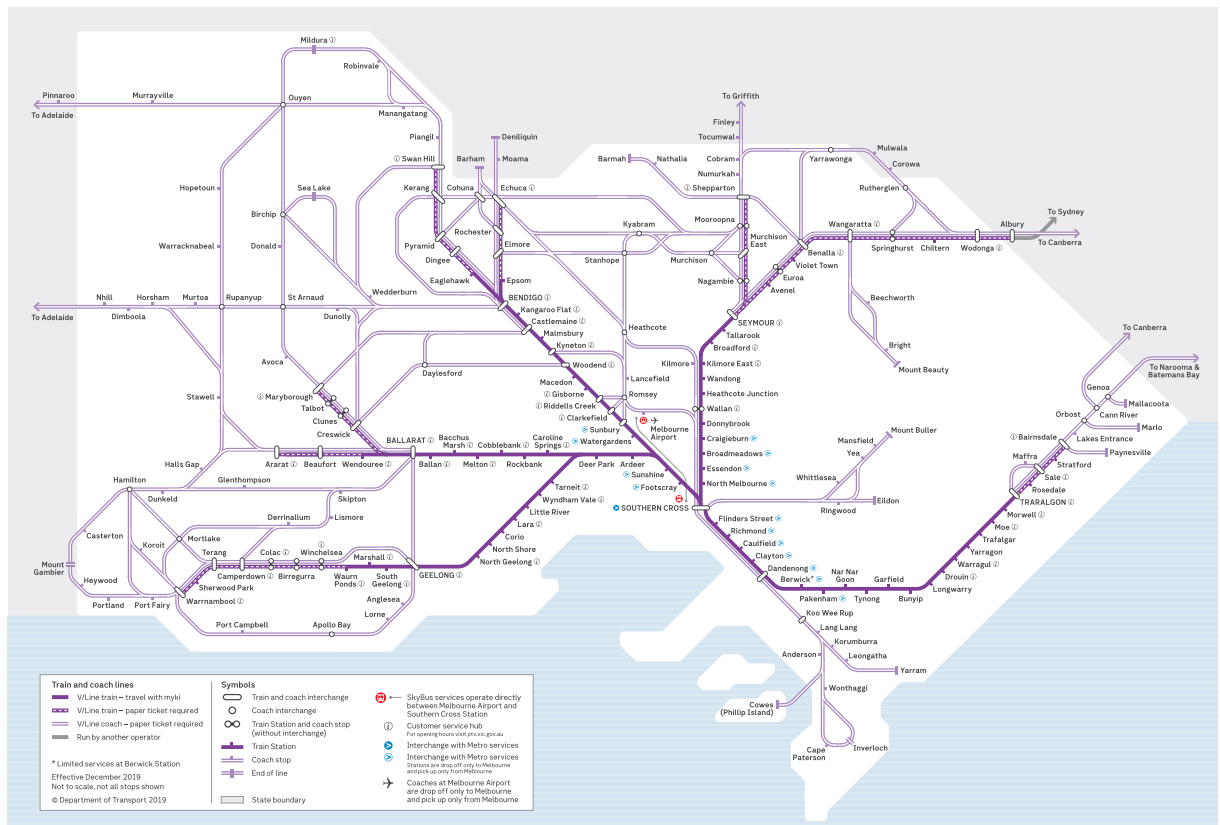 Mildura
Robinvale
Pinnaroo
Murrayville
To Adelaide
Ouyen
Manangatang
Piangil
Swan Hill
Kerang
Barham
Cohuna
Deniliquin
Moama
Echuca
To Griffith
Finley
Tocumwal
Cobram
Numurkah
Barmah
Nathalia
Shepparton
Yarrawonga
Mulwala
Corowa
Rutherglen
Hopetoun
Sea Lake
Birchip
Warracknabeal
Donald
Rochester
Elmore
Pyramid
Dingee
Eaglehawk
Epsom
Kyabram
Stanhope
Mooroopna
Murchison
East
Murchison
Nagambie
Wangaratta
Springhurst
Chiltern
Wodonga
Albury
To Sydney
To Canberra
Benalla
Violet Town
Euroa
Avenel
Beechworth
Bright
Mount Beauty
Nhill
Horsham
Murtoa
Dimboola
To Adelaide
Rupanyup
St Arnaud
Dunolly
Wedderburn
BENDIGO
Kangaroo Flat
Castlemaine
Malmsbury
Kyneton
Woodend
Macedon
Gisborne
Riddells Creek
Clarkefield
Sunbury
Watergardens
Heathcote
Lancefield
Romsey
Melbourne
Airport
SEYMOUR
Tallarook
Broadford
Kilmore
Kilmore East
Wandong
Heathcote Junction
Wallan
Donnybrook
Craigieburn
Broadmeadows
Essendon
North Melbourne
Avoca
Stawell
Daylesford
Maryborough
Talbot
Clunes
Creswick
BALLARAT
Bacchus
Marsh
Cobblebank
Caroline
Springs
Ararat
Beaufort
Wendouree
Ballan
Melton
Rockbank
Deer Park
Ardeer
Sunshine
Footscray
SOUTHERN CROSS
Halls Gap
Hamilton
Dunkeld
Glenthompson
Skipton
Derrinallum
Lismore
Casterton
Koroit
Mortlake
Terang
Colac
Winchelsea
Marshall
Mount
Gambier
Heywood
Portland
Port Fairy
Warrnambool
Sherwood Park
Camperdown
Birregurra
Waurn
Ponds
South
Geelong
GEELONG
Anglesea
Lorne
Port Campbell
Apollo Bay
Tarneit
Wyndham Vale
Little River
Lara
Corio
North Shore
North Geelong
Mount Buller
Mansfield
Yea
Whittlesea
Ringwood
Eildon
Flinders Street
Richmond
Caulfield
Clayton
Dandenong
Berwick*
Pakenham
Nar Nar
Goon
Tynong
Garfield
Bunyip
Longwarry
Drouin
Warragul
Yarragon
Trafalgar
Moe
Morwell
TRARALGON
Rosedale
Sale
Stratford
Maffra
Bairnsdale
Lakes Entrance
Paynesville
Orbost
Marlo
Cann River
Mallacoota
Genoa
To Canberra
To Narooma &
Batemans Bay
Koo Wee Rup
Lang Lang
Korumburra
Leongatha
Yarram
Anderson
Wonthaggi
Cowes
(Phillip Island)
Cape
Paterson
Inverloch
Train and coach lines
V/Line train – travel with myki
V/Line train – paper ticket required
V/Line coach – paper ticket required
Run by another operator
* Limited services at Berwick Station
Effective December 2019
Not to scale, not all stops shown
© Department of Transport 2019
Symbols
Train and coach interchange
Coach interchange
Train Station and coach stop
(without interchange)
Train Station
Coach stop
End of line
State boundary
SkyBus services operate directly
between Melbourne Airport and
Southern Cross Station
Customer service hub
For opening hours visit ptv.vic.gov.au
Interchange with Metro services
Interchange with Metro services
Stations are drop off only to Melbourne
and pick up only from Melbourne
Coaches at Melbourne Airport
are drop off only to Melbourne
and pick up only from Melbourne